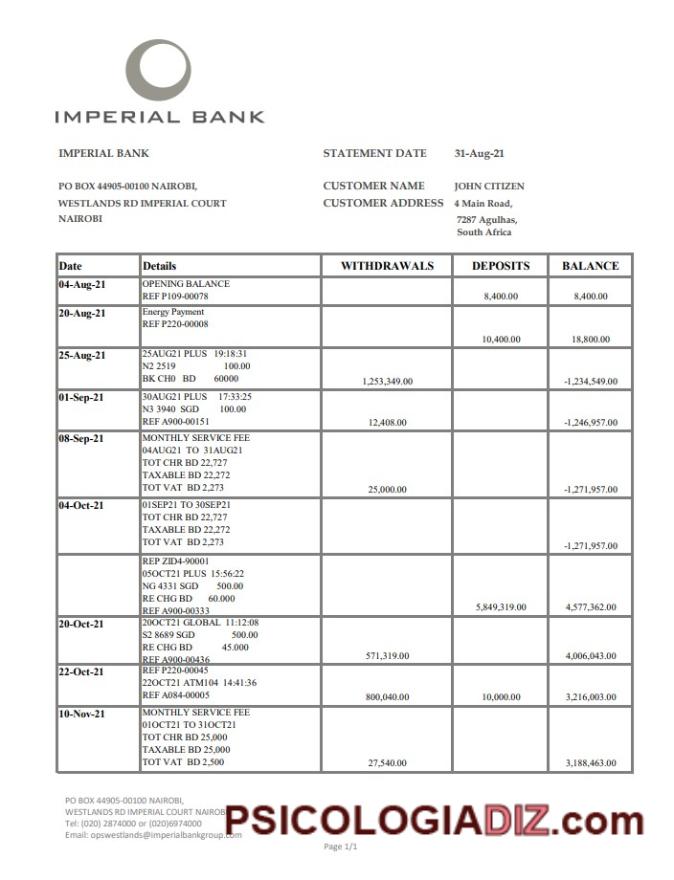 IMPERIAL BANK
IMPERIAL BANK STATEMENT DATE 31-Aug-21
PO BOX 44905-00100 NAIROBI, CUSTOMER NAME JOHN CITIZEN
WESTLANDS RD IMPERIAL COURT CUSTOMER ADDRESS 4 Main Road,
NAIROBI 7287 Agulhas,
South Africa
Date Details WITHDRAWALS DEPOSITS BALANCE
04-Aug-21 OPENING BALANCE
REF P109-00078 8,400.00 8,400.00
20-Aug-21 Energy Payment
REF P220-00008
10,400.00 18,800.00
25-Aug-21 25AUG21 PLUS 19:18:31
N2 2519 100.00
BK CH0 BD 60000 1,253,349.00 -1,234,549.00
01-Sep-21 30AUG21 PLUS 17:33:25
N3 3940 SGD 100.00
REF A900-00151 12,408.00 -1,246,957.00
08-Sep-21 MONTHLY SERVICE FEE
04AUG21 TO 31AUG21
TOT CHR BD 22,727
TAXABLE BD 22,272
TOT VAT BD 2,273 25,000.00 -1,271,957.00
04-Oct-21 01SEP21 TO 30SEP21
TOT CHR BD 22,727
TAXABLE BD 22,272
TOT VAT BD 2,273
-1,271,957.00
REP ZID4-90001
05OCT21 PLUS 15:56:22
NG 4331 SGD 500.00
RE CHG BD 60.000
REF A900-00333 5,849,319.00 4,577,362.00
20-Oct-21 20OCT21 GLOBAL 11:12:08
S2 8689 SGD 500.00
RE CHG BD 45.000
REF A900-00436 571,319.00 4,006,043.00
22-Oct-21 REF P220-00045
22OCT21 ATM104 14:41:36
REF A084-00005 800,040.00 10,000.00 3,216,003.00
10-Nov-21 MONTHLY SERVICE FEE
01OCT21 TO 31OCT21
TOT CHR BD 25,000
TAXABLE BD 25,000
TOT VAT BD 2,500 27,540.00 3,188,463.00
PO BOX 44905-00100 NAIROBI,
WESTLANDS RD IMPERIAL COURT NAIROB
Tel: (020) 2874000 or (020)6974000
Email: opswestlands@imperialbankgroup.com
PSICOLOGIADIZ.com
Page 1/1